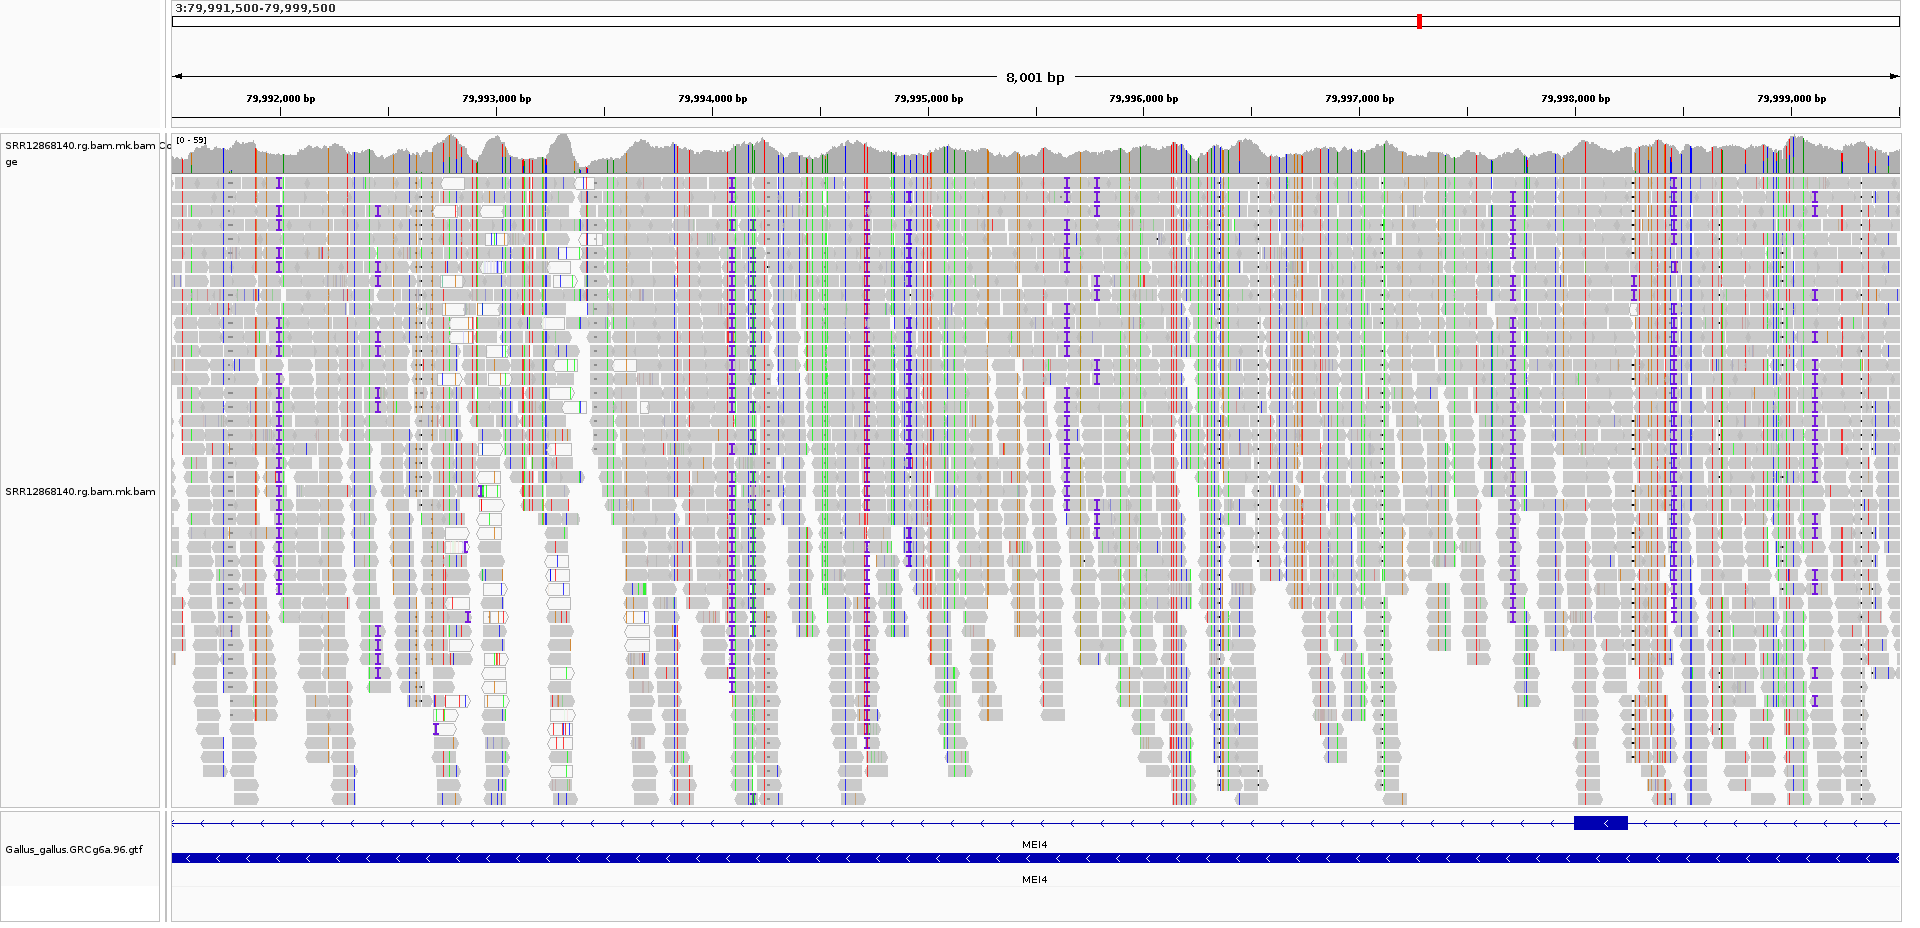 3:79,991,500-79,999,500
8,001 bp
79,992,000 bp 79,993,000 bp 79,994,000 bp 79,995,000 bp 79,996,000 bp 79,997,000 bp 79,998,000 bp 79,999,000 bp
SRR12868140.rg.bam.mk.bam Co
ge
[0 - 59]
SRR12868140.rg.bam.mk.bam
Gallus_gallus.GRCg6a.96.gtf
MEI4
MEI4